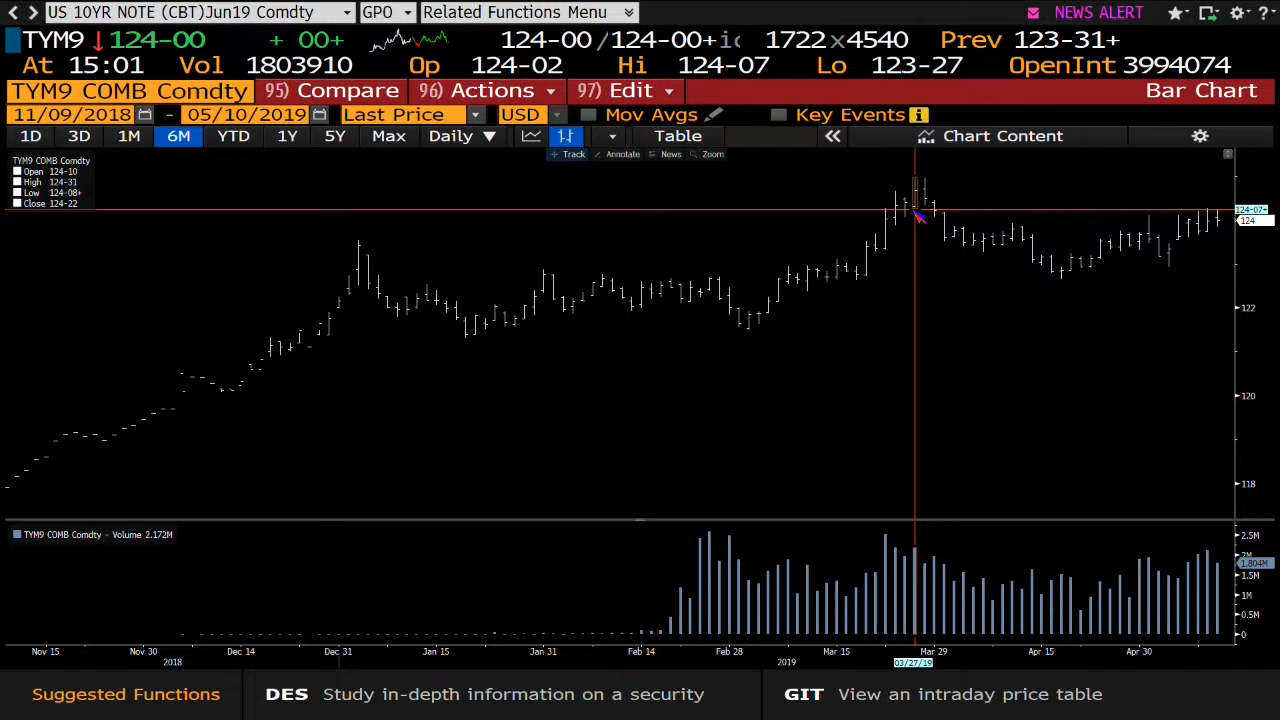 US 10YR NOTE (CBT)Jun19 Comdty GPO Related Functions Menu NEWS ALERT
TYM9 124-00 + 00+ 124-00 /124-00+ 1722 x4540 Prev 123-31+
At 15:01 Vol 1803910 Op 124-02 Hi 124-07 Lo 123-27 OpenInt 3994074
TYM9 COMB Comdty 95) Compare 96) Actions 97) Edit Bar Chart
11/09/2018 - 05/10/2019 Last Price USD Mov Avgs Key Events
1D 3D 1M 6M YTD 1Y 5Y Max Daily Table Chart Content
Track Annotate News Zoom
TYM9 COMB Comdty
Open 124-10
High 124-31
Low 124-08+
Close 124-22
124-07+
124
122
120
118
TYM9 COMB Comdty - Volume 2.172M
2.5M
2M
1.804M
1.5M
1M
0.5M
0
Nov 15 Nov 30 Dec 14 Dec 31 Jan 15 Jan 31 Feb 14 Feb 28 Mar 15 Mar 29 Apr 15 Apr 30
2018 2019 03/27/19
Suggested Functions DES Study in-depth information on a security GIT View an intraday price table